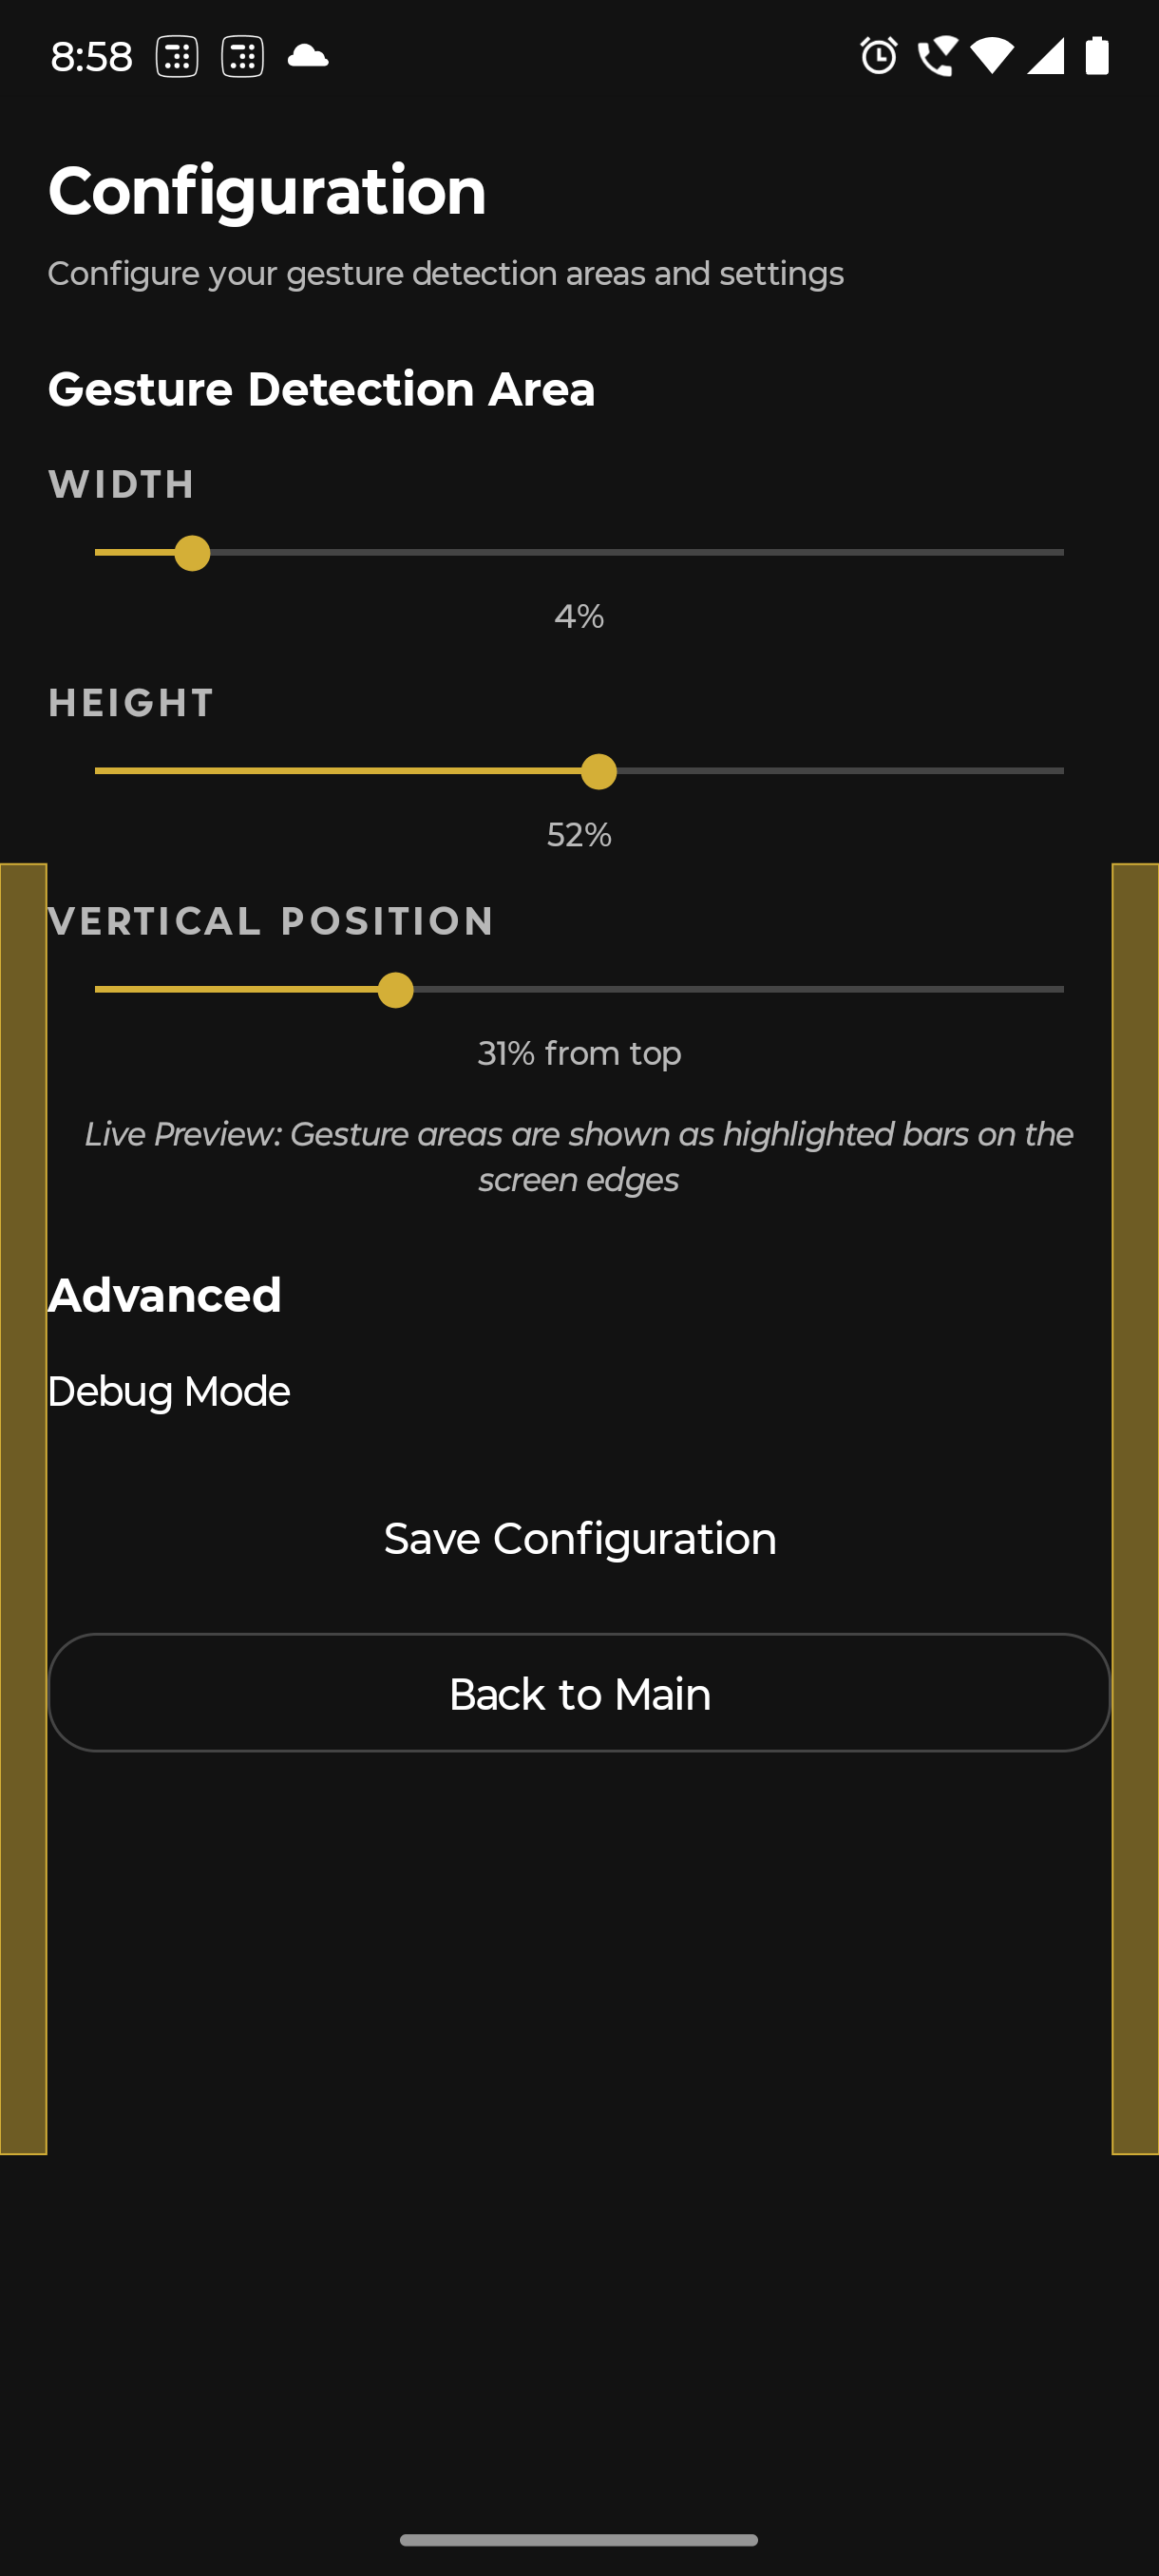 8:58
Configuration
Configure your gesture detection areas and settings
Gesture Detection Area
WIDTH
4%
HEIGHT
52%
VERTICAL POSITION
31% from top
Live Preview: Gesture areas are shown as highlighted bars on the
screen edges
Advanced
Debug Mode
Save Configuration
Back to Main